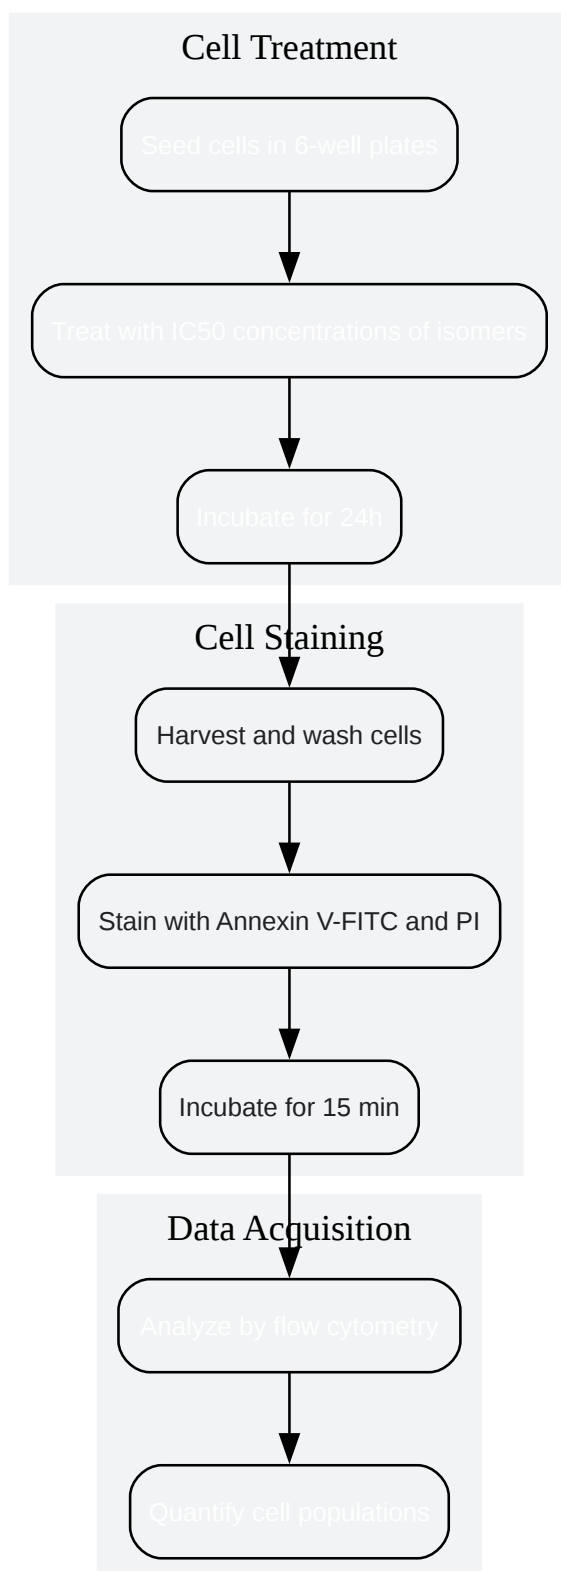 Cell Treatment
Seed cells in 6-well plates
Treat with IC50 concentrations of isomers
Incubate for 24h
Cell Staining
Harvest and wash cells
Stain with Annexin V-FITC and PI
Incubate for 15 min
Data Acquisition
Analyze by flow cytometry
Quantify cell populations